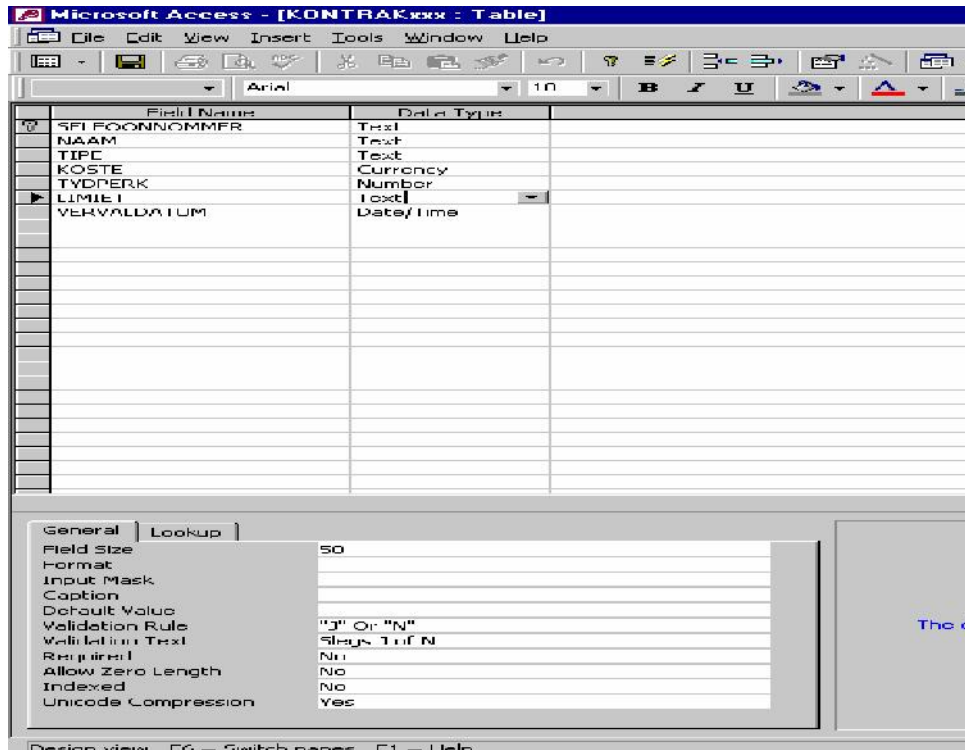 Microsoft Access - [KONTRAKxxx : Table]
File Edit View Insert Tools Window Help
Arial 10 B I U A
Field Name Data Type
SELFOONNOMMER Text
NAAM Text
TIPE Text
KOSTE Currency
TYDPERK Number
LIMIET Text
VERVALDATUM Date/Time
General Lookup
Field Size 50
Format
Input Mask
Caption
Default Value
Validation Rule "J" Or "N"
Validation Text Slegs J of N
Required No
Allow Zero Length No
Indexed No
Unicode Compression Yes
The
Design view. F6 = Switch panes. F1 = Help.